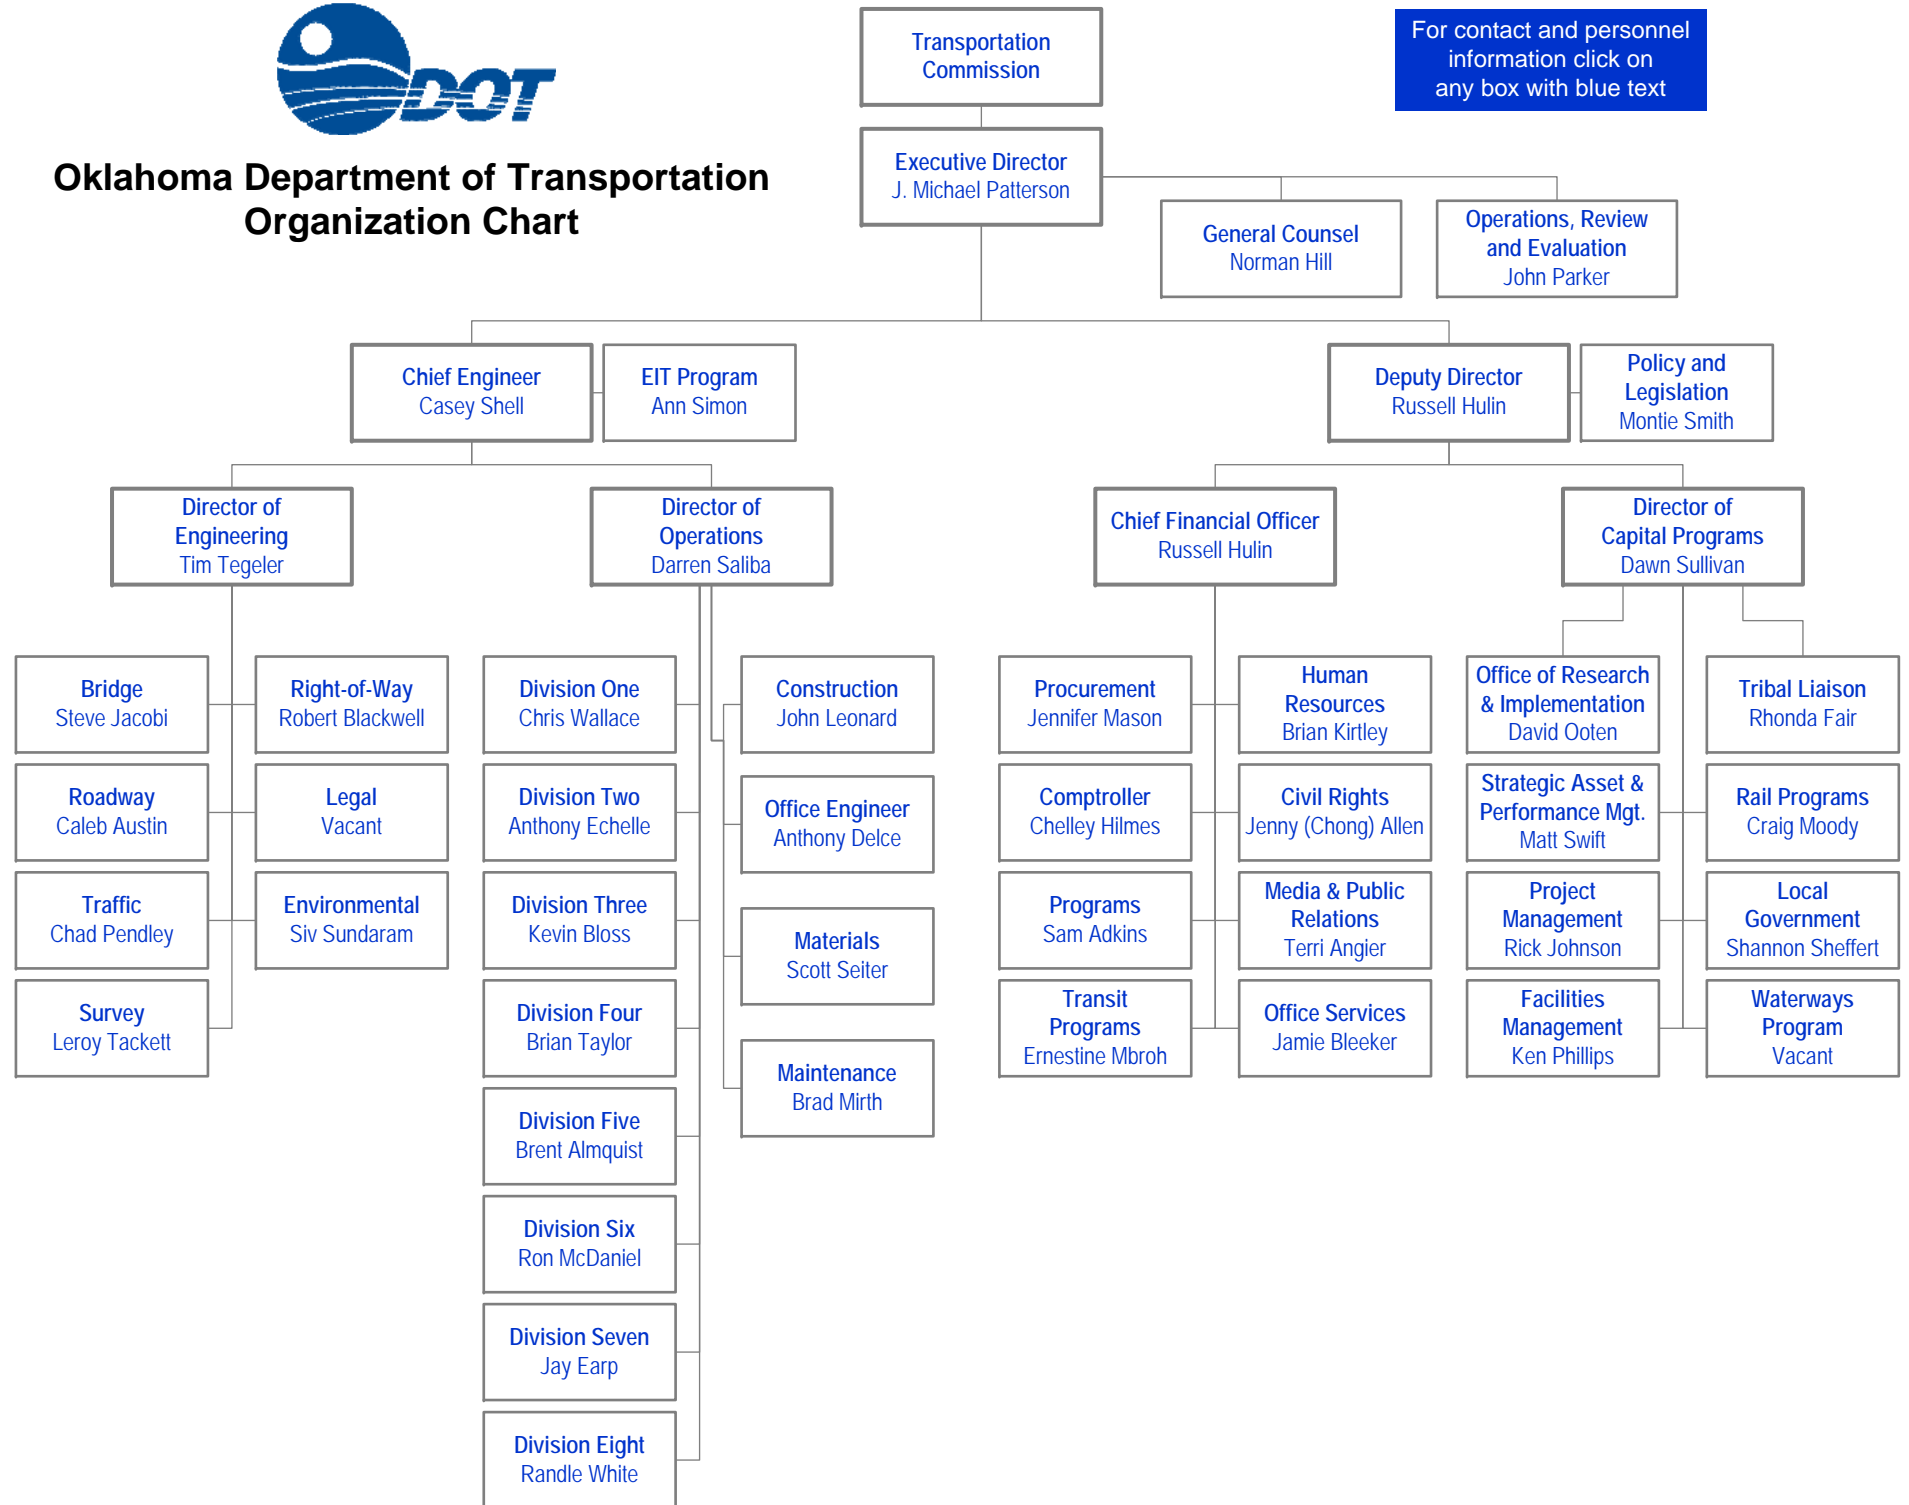 DOT
Oklahoma Department of Transportation
Organization Chart
For contact and personnel
information click on
any box with blue text
Transportation
Commission
Executive Director
J. Michael Patterson
General Counsel
Norman Hill
Operations, Review
and Evaluation
John Parker
Chief Engineer
Casey Shell
EIT Program
Ann Simon
Deputy Director
Russell Hulin
Policy and
Legislation
Montie Smith
Director of
Engineering
Tim Tegeler
Director of
Operations
Darren Saliba
Chief Financial Officer
Russell Hulin
Director of
Capital Programs
Dawn Sullivan
Bridge
Steve Jacobi
Right-of-Way
Robert Blackwell
Roadway
Caleb Austin
Legal
Vacant
Traffic
Chad Pendley
Environmental
Siv Sundaram
Survey
Leroy Tackett
Division One
Chris Wallace
Division Two
Anthony Echelle
Division Three
Kevin Bloss
Division Four
Brian Taylor
Division Five
Brent Almquist
Division Six
Ron McDaniel
Division Seven
Jay Earp
Division Eight
Randle White
Construction
John Leonard
Office Engineer
Anthony Delce
Materials
Scott Seiter
Maintenance
Brad Mirth
Procurement
Jennifer Mason
Human
Resources
Brian Kirtley
Comptroller
Chelley Hilmes
Civil Rights
Jenny (Chong) Allen
Programs
Sam Adkins
Media & Public
Relations
Terri Angier
Transit
Programs
Ernestine Mbroh
Office Services
Jamie Bleeker
Office of Research
& Implementation
David Ooten
Tribal Liaison
Rhonda Fair
Strategic Asset &
Performance Mgt.
Matt Swift
Rail Programs
Craig Moody
Project
Management
Rick Johnson
Local
Government
Shannon Sheffert
Facilities
Management
Ken Phillips
Waterways
Program
Vacant